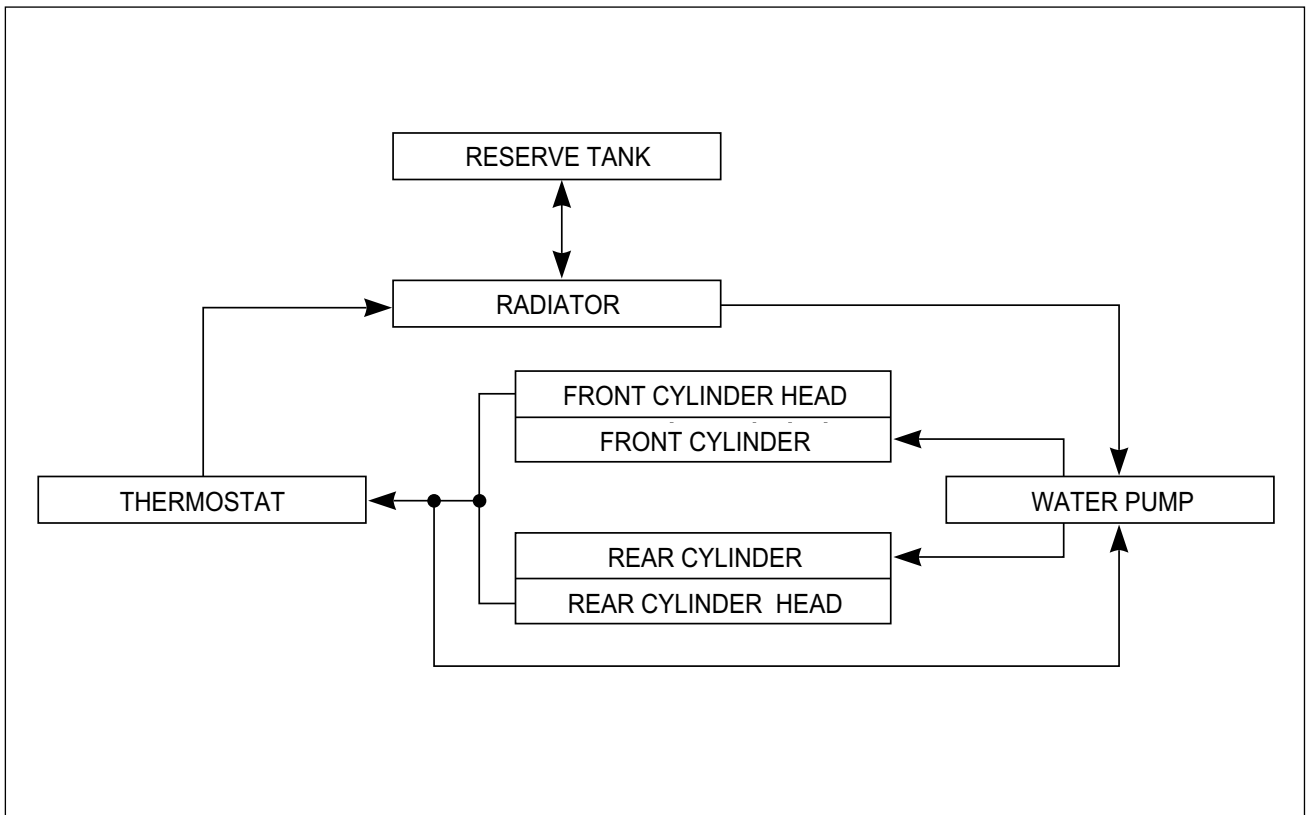 RESERVE TANK
RADIATOR
FRONT CYLINDER HEAD
FRONT CYLINDER
THERMOSTAT
WATER PUMP
REAR CYLINDER
REAR CYLINDER HEAD